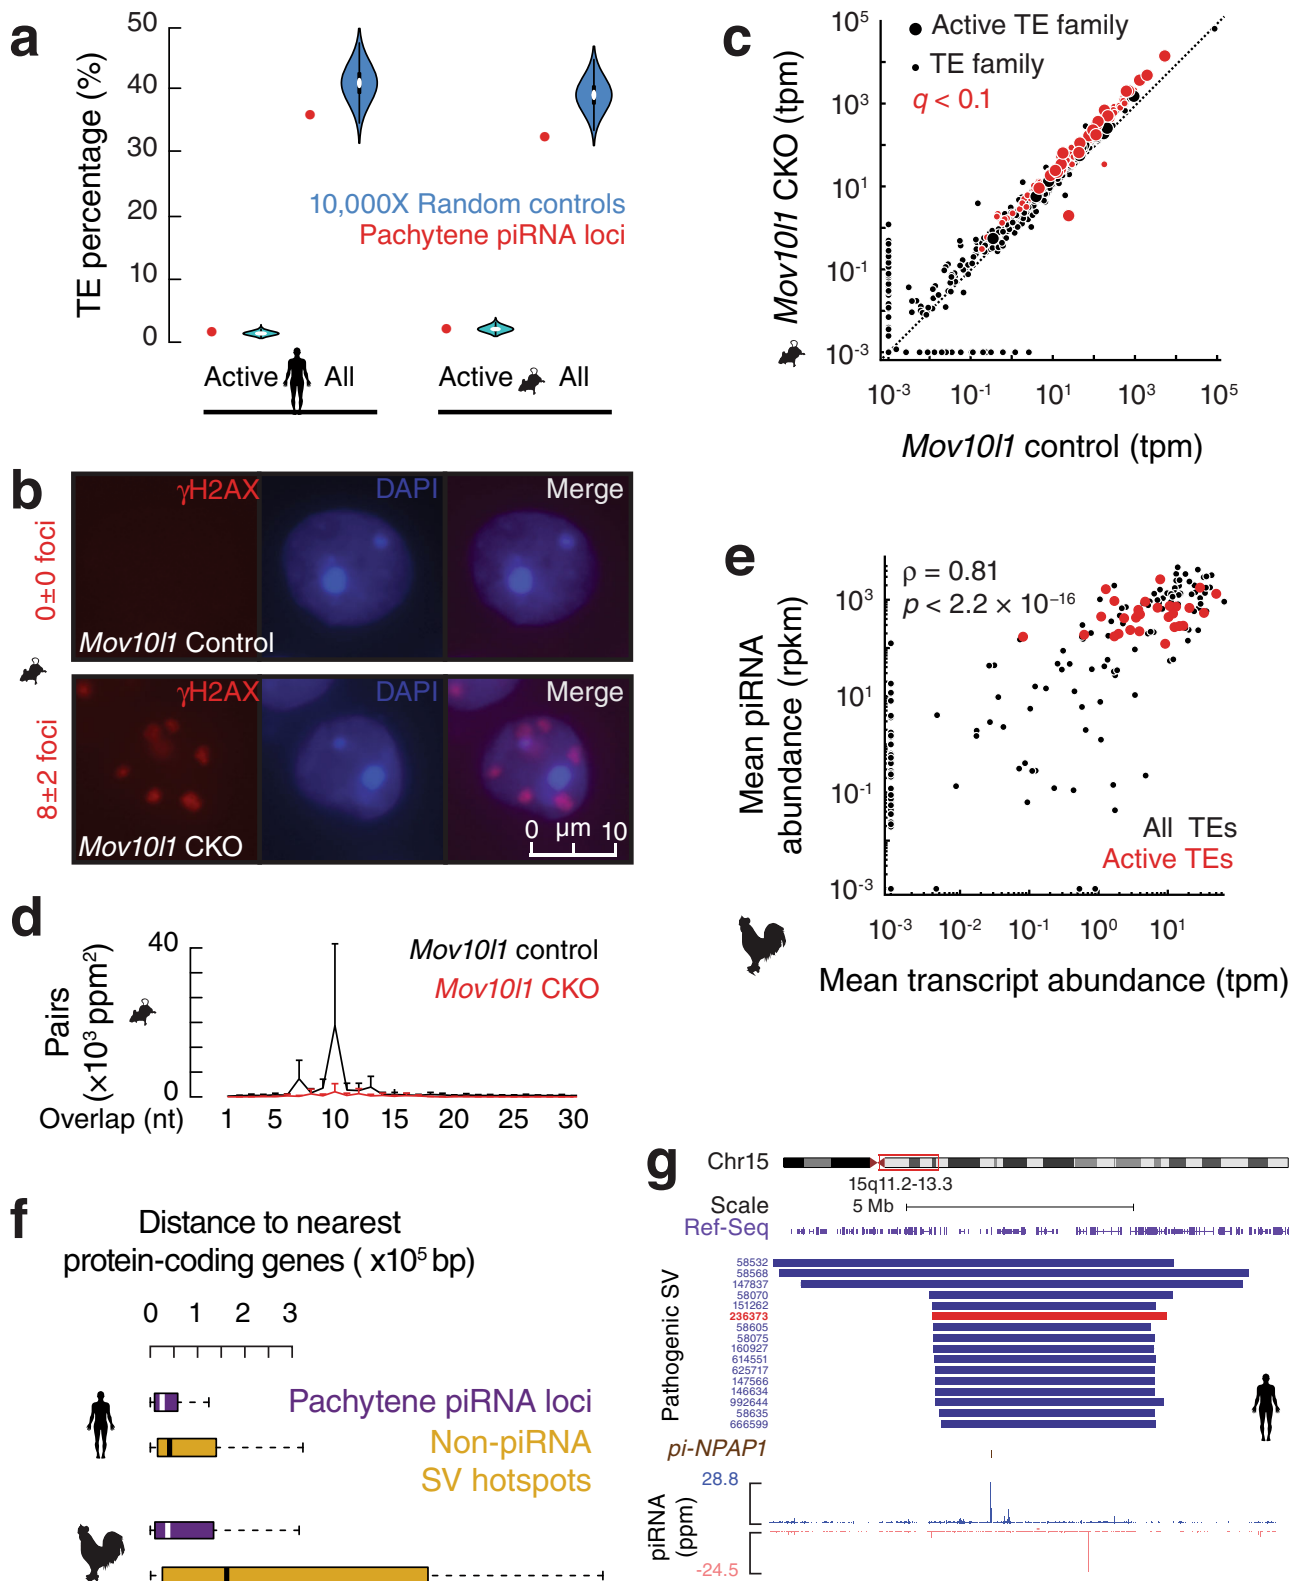 a
TE percentage (%)
50
40
30
20
10
0
10,000X Random controls
Pachytene piRNA loci
Active
All
Active
All
b
0±0 foci
γH2AX
DAPI
Merge
Mov10l1 Control
8±2 foci
γH2AX
DAPI
Merge
Mov10l1 CKO
0 μm 10
c
Mov10l1 CKO (tpm)
10⁵
10³
10¹
10⁻¹
10⁻³
Active TE family
TE family
q < 0.1
10⁻³ 10⁻¹ 10¹ 10³ 10⁵
Mov10l1 control (tpm)
d
Pairs
(×10³ ppm²)
40
0
Mov10l1 control
Mov10l1 CKO
Overlap (nt) 1 5 10 15 20 25 30
e
Mean piRNA
abundance (rpkm)
10³
10¹
10⁻¹
10⁻³
ρ = 0.81
p < 2.2 × 10⁻¹⁶
All TEs
Active TEs
10⁻³ 10⁻² 10⁻¹ 10⁰ 10¹
Mean transcript abundance (tpm)
f
Distance to nearest
protein-coding genes ( x10⁵ bp)
0 1 2 3
Pachytene piRNA loci
Non-piRNA
SV hotspots
g
Chr15
15q11.2-13.3
Scale
5 Mb
Ref-Seq
Pathogenic SV
58532
58568
147837
58070
151262
236373
58605
58075
160927
614551
625717
147566
146634
992644
58635
666599
pi-NPAP1
piRNA
(ppm)
28.8
-24.5